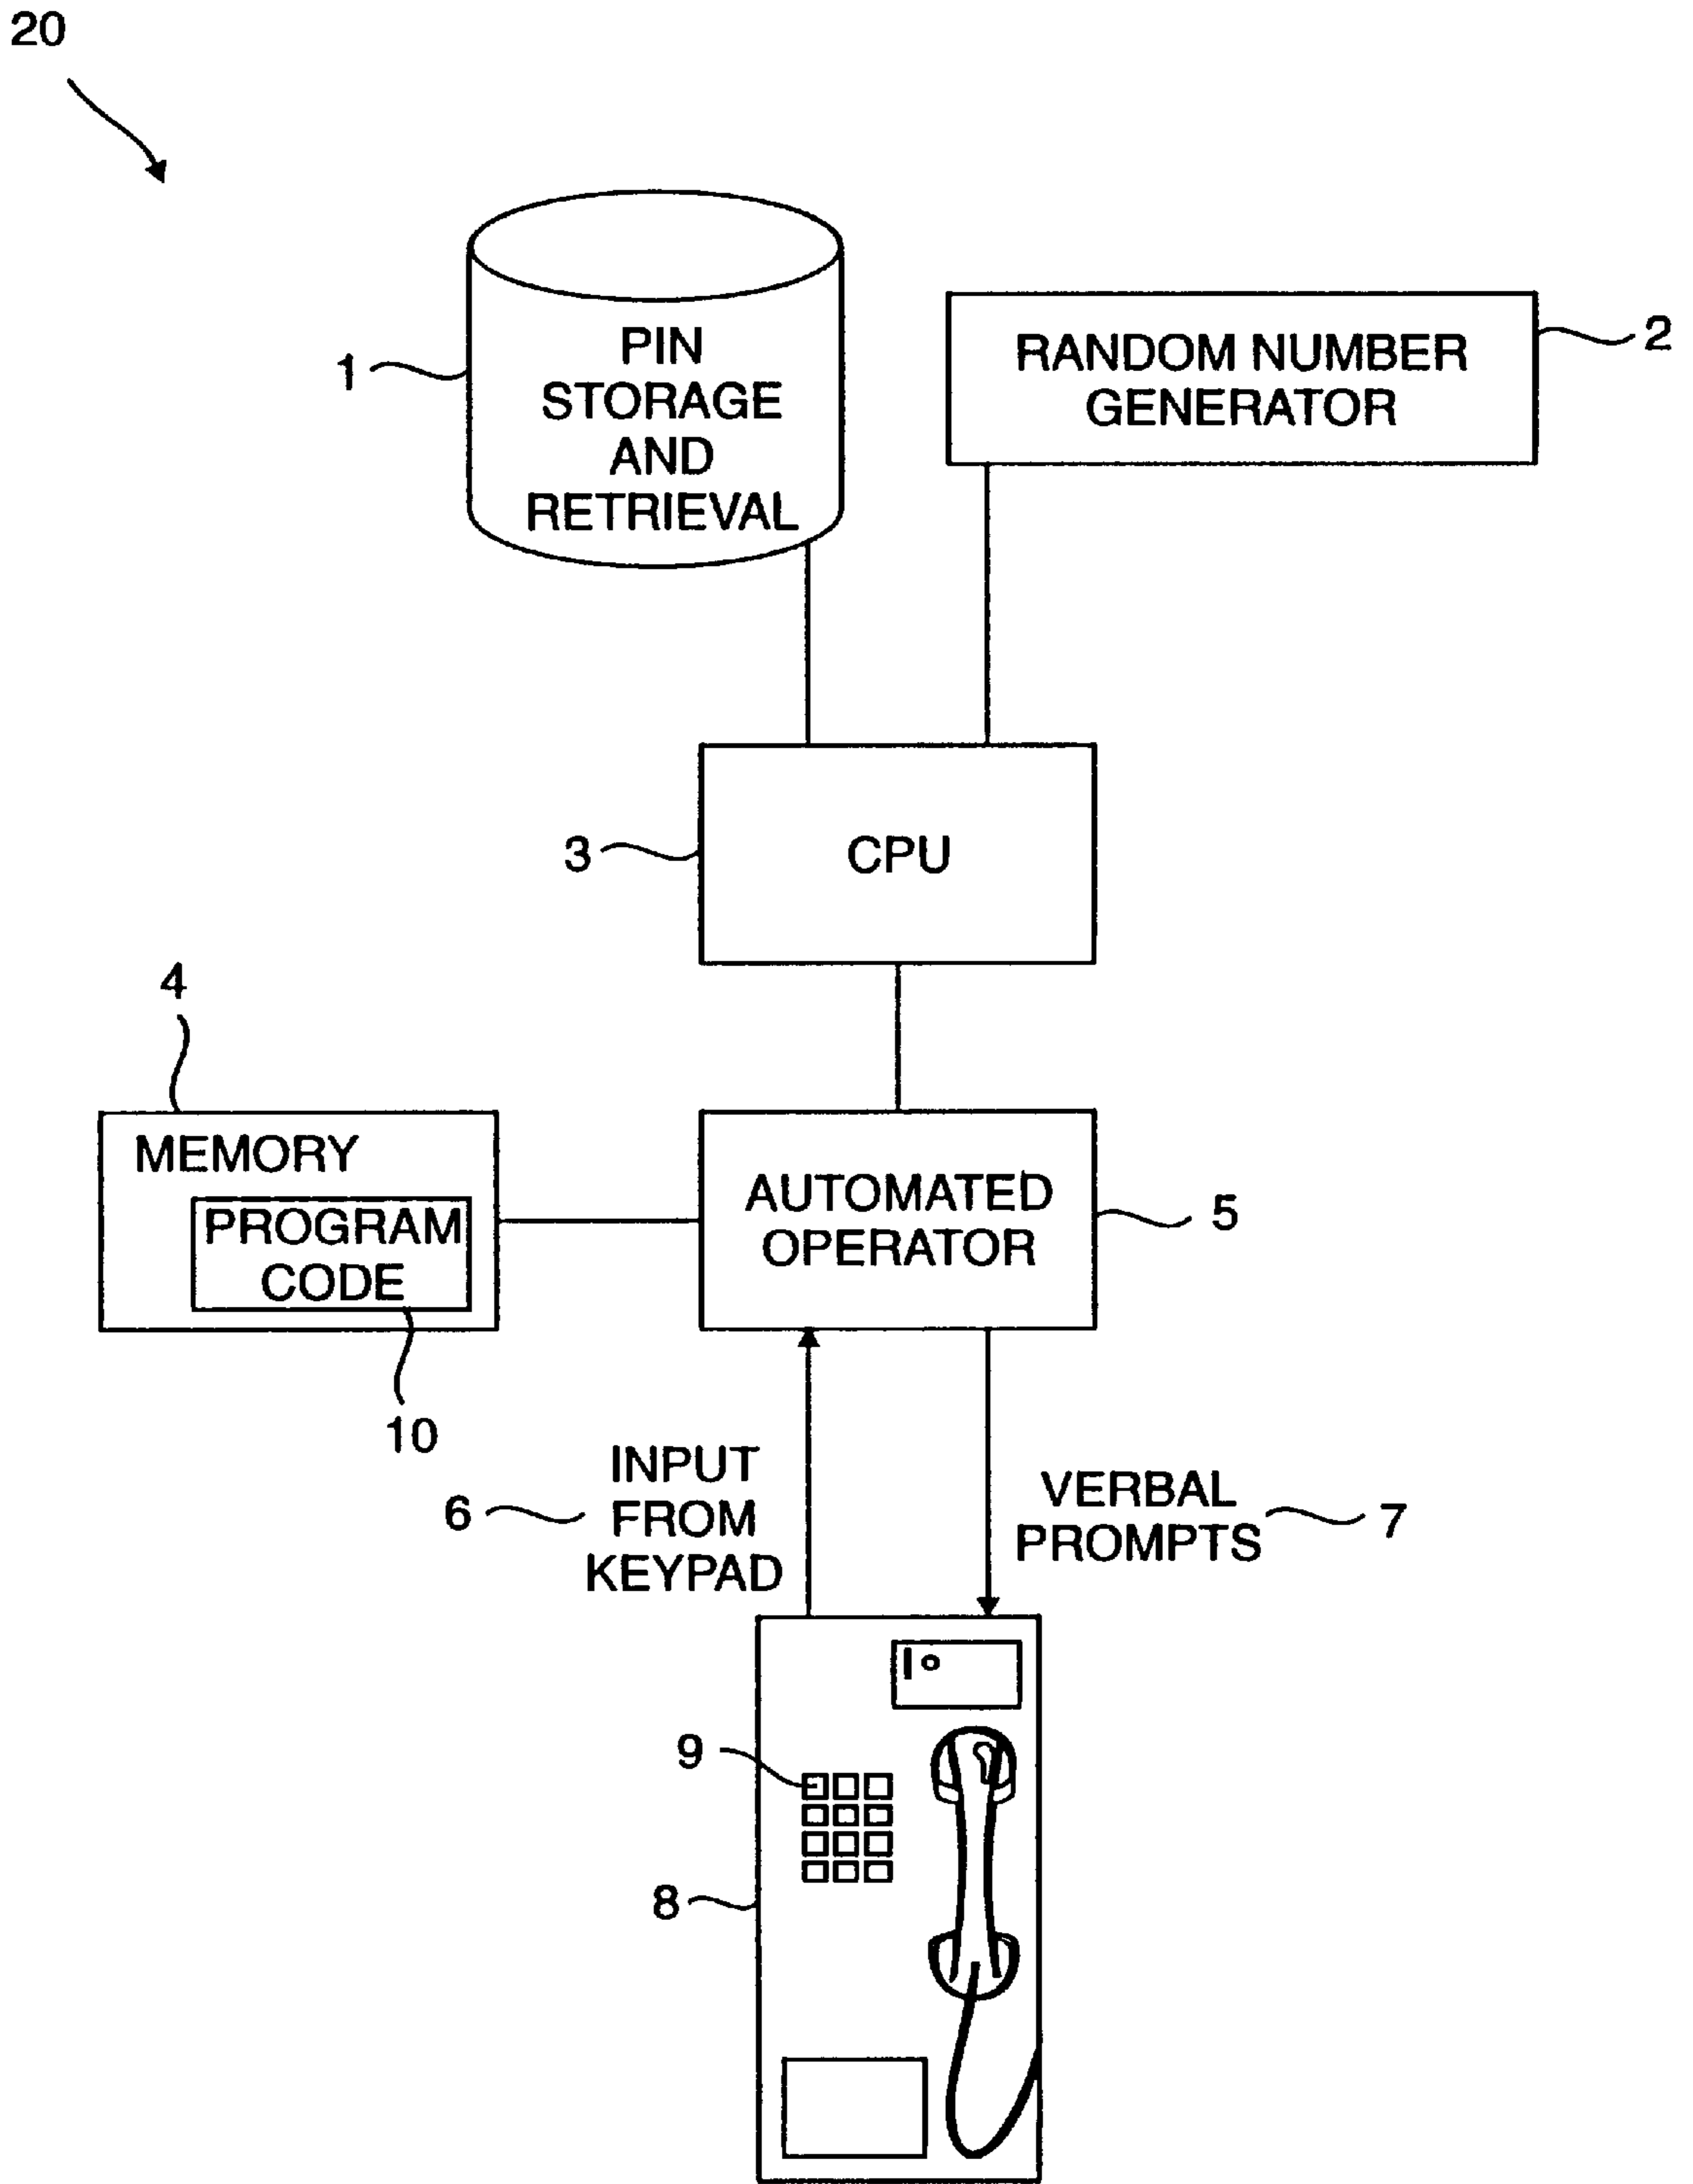 20
PIN
STORAGE
AND
RETRIEVAL
1
RANDOM NUMBER
GENERATOR
2
3
CPU
4
MEMORY
PROGRAM
CODE
10
AUTOMATED
OPERATOR
5
6
INPUT
FROM
KEYPAD
VERBAL
PROMPTS
7
9
8